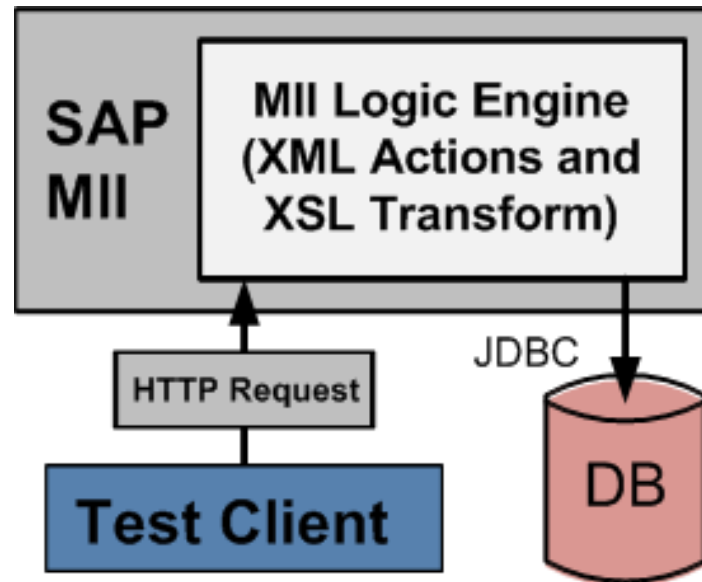 SAP
MII
MII Logic Engine
(XML Actions and
XSL Transform)
HTTP Request
JDBC
Test Client
DB